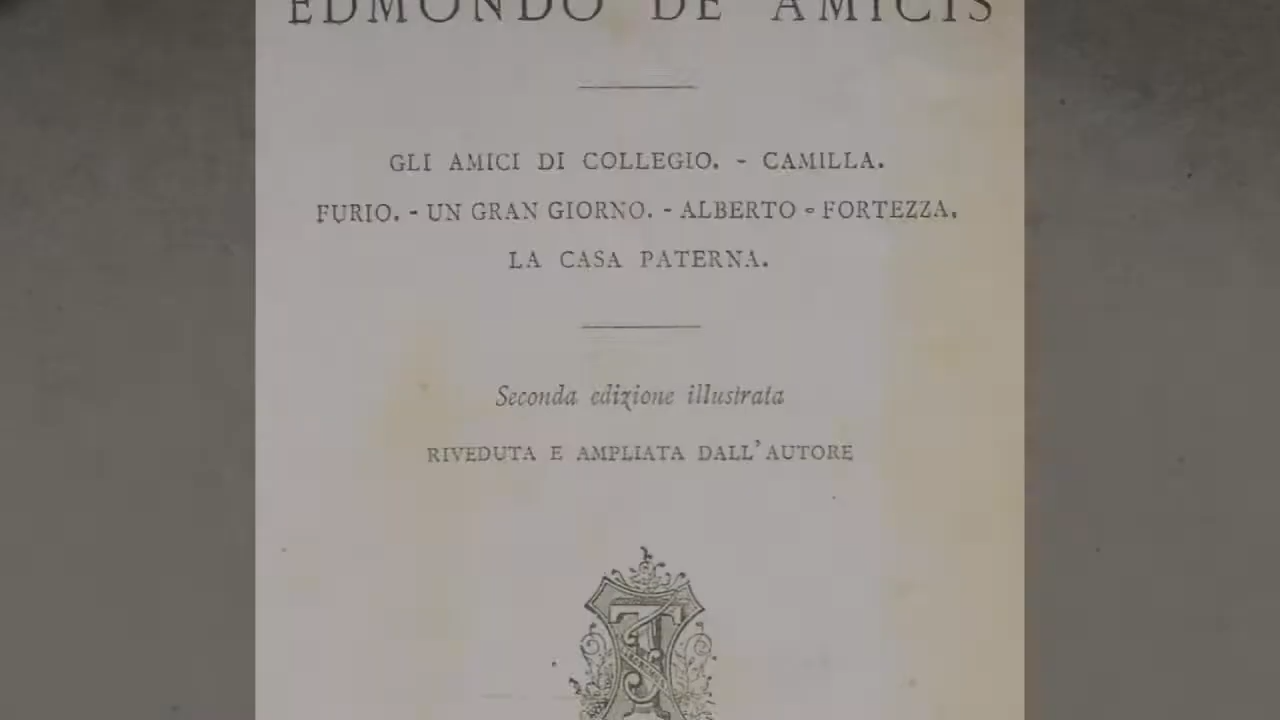 EDMONDO DE AMICIS
GLI AMICI DI COLLEGIO. - CAMILLA.
FURIO. - UN GRAN GIORNO. - ALBERTO - FORTEZZA.
LA CASA PATERNA.
Seconda edizione illustrata
RIVEDUTA E AMPLIATA DALL'AUTORE